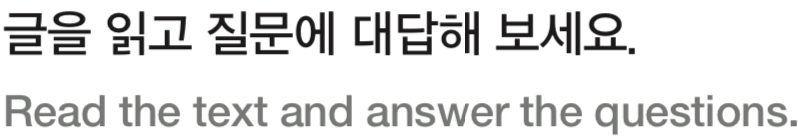 글을 읽고 질문에 대답해 보세요.
Read the text and answer the questions.